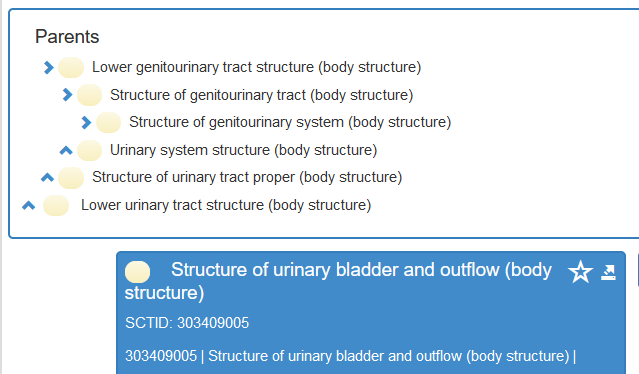 Parents
Lower genitourinary tract structure (body structure)
Structure of genitourinary tract (body structure)
Structure of genitourinary system (body structure)
Urinary system structure (body structure)
Structure of urinary tract proper (body structure)
Lower urinary tract structure (body structure)
Structure of urinary bladder and outflow (body
structure)
SCTID: 303409005
303409005 | Structure of urinary bladder and outflow (body structure) |